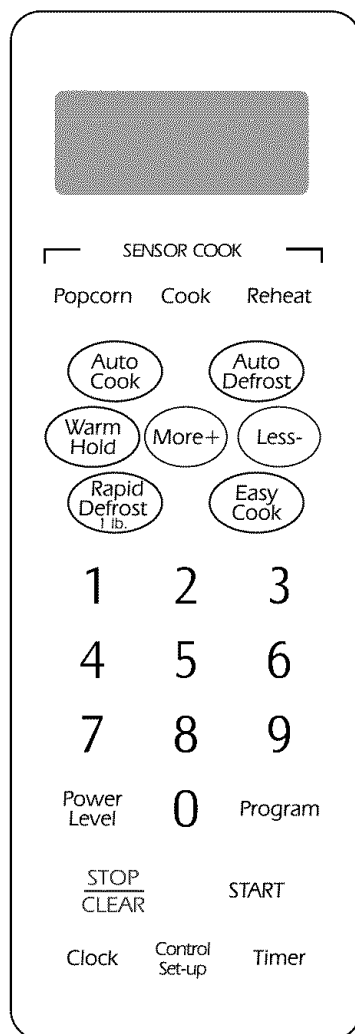 SENSOR COOK
Popcorn Cook Reheat
Auto Cook Auto Defrost
Warm Hold More+ Less-
Rapid Defrost 1 lb. Easy Cook
1 2 3
4 5 6
7 8 9
Power Level 0 Program
STOP
CLEAR START
Clock Control Set-up Timer